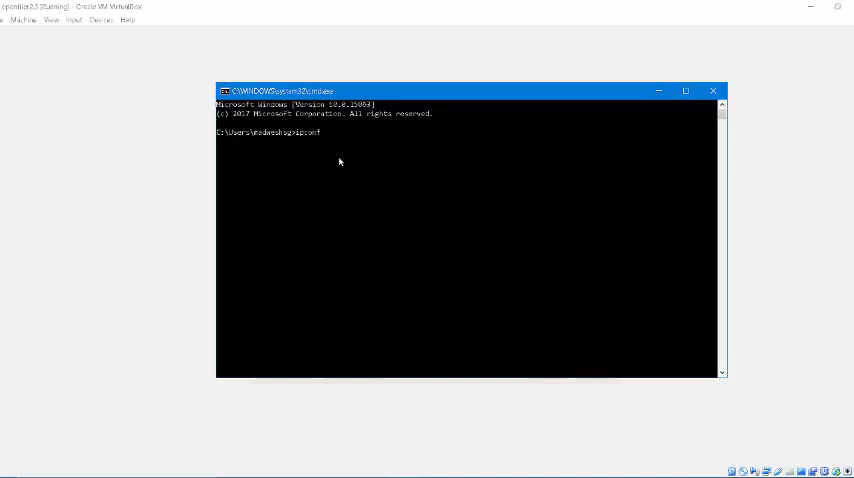 openfiler2.3 [Running] - Oracle VM VirtualBox
Machine View Input Devices Help
C:\WINDOWS\system32\cmd.exe
Microsoft Windows [Version 10.0.15063]
(c) 2017 Microsoft Corporation. All rights reserved.
C:\Users\madweshsg>ipconf